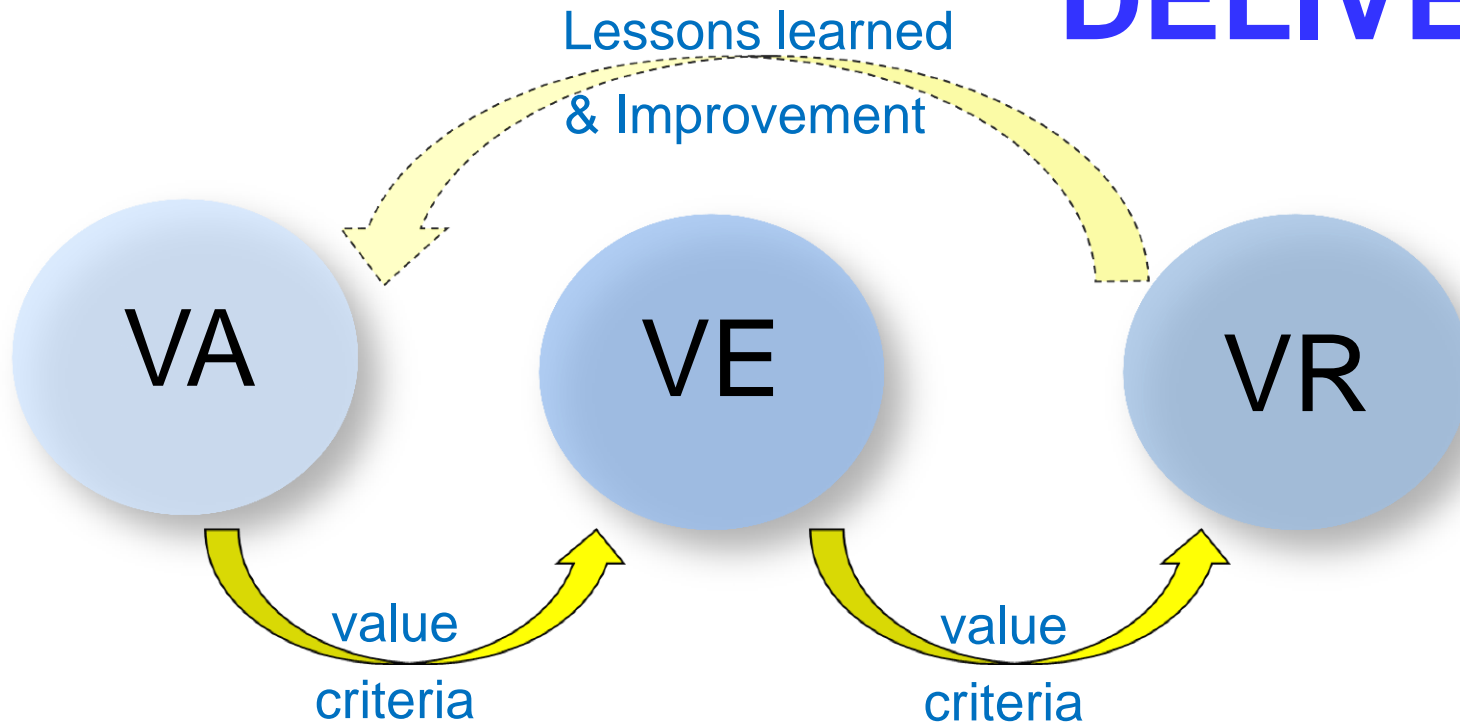 Lessons learned
& Improvement
VA
VE
VR
value
criteria
value
criteria